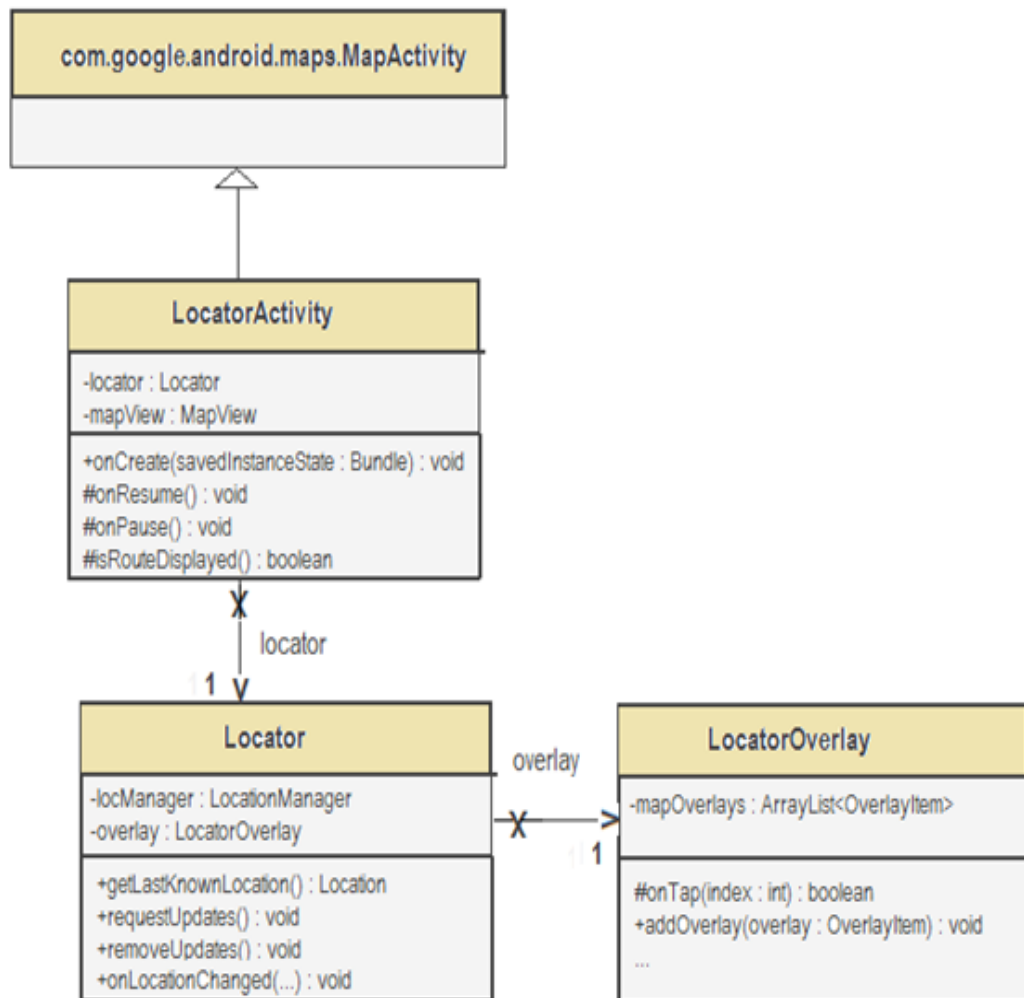 com.google.android.maps.MapActivity
LocatorActivity
-locator : Locator
-mapView : MapView
+onCreate(savedInstanceState : Bundle) : void
#onResume() : void
#onPause() : void
#isRouteDisplayed() : boolean
X
locator
1
Locator
-locManager : LocationManager
-overlay : LocatorOverlay
+getLastKnownLocation() : Location
+requestUpdates() : void
+removeUpdates() : void
+onLocationChanged(...) : void
overlay
X
1
LocatorOverlay
-mapOverlays : ArrayList<OverlayItem>
#onTap(index : int) : boolean
+addOverlay(overlay : OverlayItem) : void
...